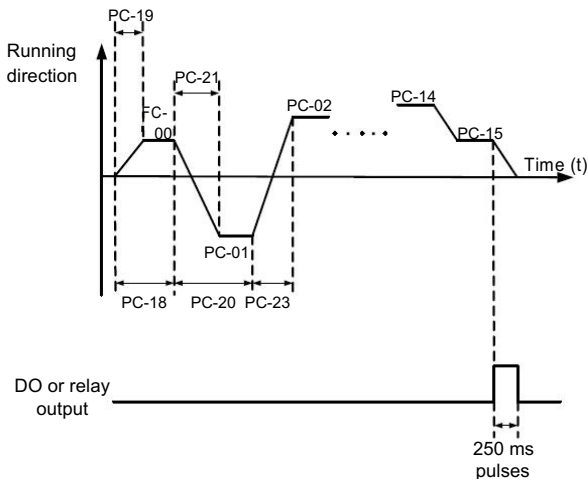 PC-19
Running
direction
PC-21
PC-02
PC-14
FC-
00
PC-15
Time (t)
PC-01
PC-18
PC-20
PC-23
DO or relay
output
250 ms
pulses